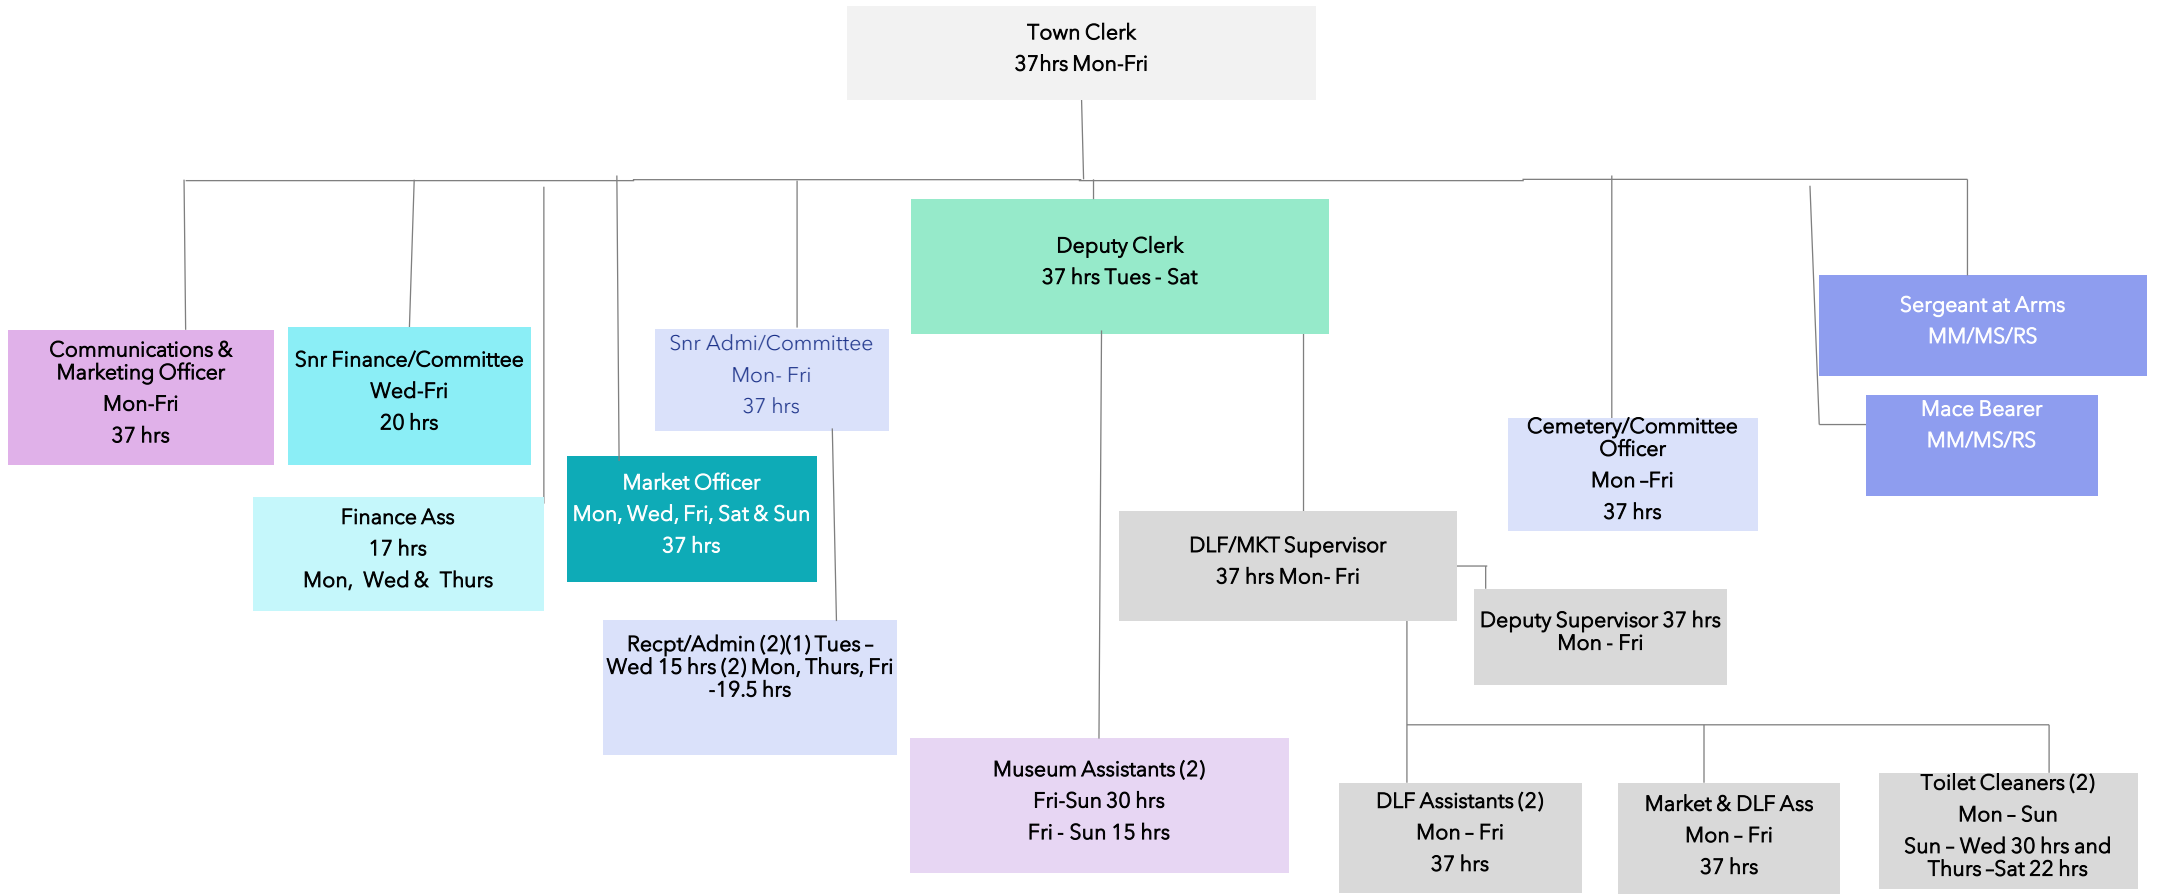 Town Clerk
37hrs Mon-Fri
Deputy Clerk
37 hrs Tues - Sat
Sergeant at Arms
MM/MS/RS
Communications &
Marketing Officer
Mon-Fri
37 hrs
Snr Finance/Committee
Wed-Fri
20 hrs
Snr Admi/Committee
Mon- Fri
37 hrs
Mace Bearer
MM/MS/RS
Cemetery/Committee
Officer
Mon –Fri
37 hrs
Market Officer
Mon, Wed, Fri, Sat & Sun
37 hrs
Finance Ass
17 hrs
Mon, Wed & Thurs
DLF/MKT Supervisor
37 hrs Mon- Fri
Deputy Supervisor 37 hrs
Mon - Fri
Recpt/Admin (2)(1) Tues –
Wed 15 hrs (2) Mon, Thurs, Fri
-19.5 hrs
Museum Assistants (2)
Fri-Sun 30 hrs
Fri - Sun 15 hrs
DLF Assistants (2)
Mon – Fri
37 hrs
Market & DLF Ass
Mon – Fri
37 hrs
Toilet Cleaners (2)
Mon – Sun
Sun – Wed 30 hrs and
Thurs –Sat 22 hrs